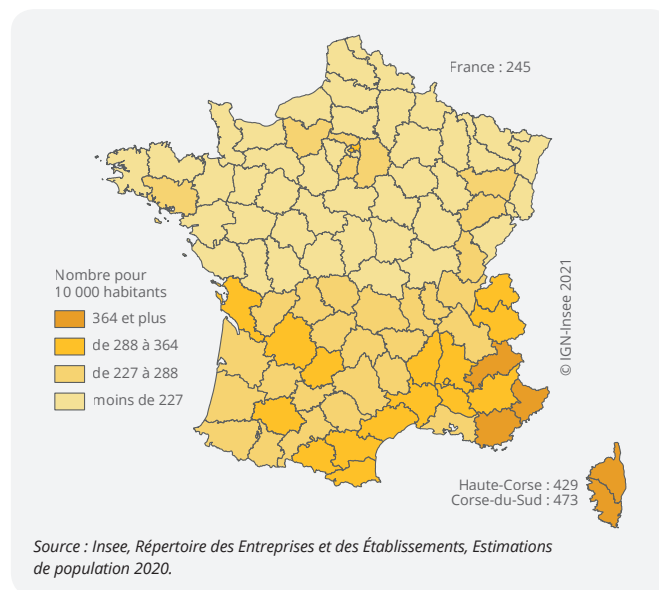 France : 245
Nombre pour
10 000 habitants
364 et plus
de 288 à 364
de 227 à 288
moins de 227
© IGN-Insee 2021
Haute-Corse : 429
Corse-du-Sud : 473
Source : Insee, Répertoire des Entreprises et des Établissements, Estimations
de population 2020.